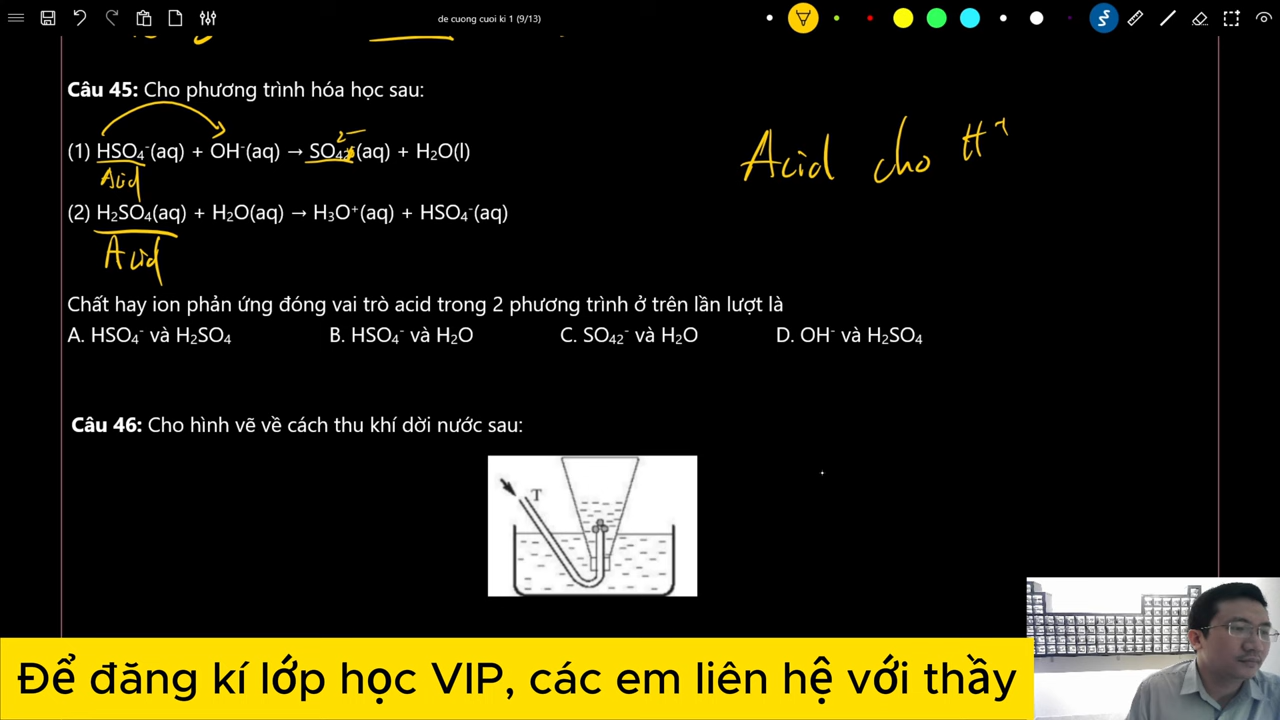 de cuong cuoi ki 1 (9/13)
Câu 45: Cho phương trình hóa học sau:
2-
(1) HSO₄⁻(aq) + OH⁻(aq) → SO₄₂⁻(aq) + H₂O(l)
Acid
Acid cho H⁺
(2) H₂SO₄(aq) + H₂O(aq) → H₃O⁺(aq) + HSO₄⁻(aq)
Acid
Chất hay ion phản ứng đóng vai trò acid trong 2 phương trình ở trên lần lượt là
A. HSO₄⁻ và H₂SO₄ B. HSO₄⁻ và H₂O C. SO₄₂⁻ và H₂O D. OH⁻ và H₂SO₄
Câu 46: Cho hình vẽ về cách thu khí dời nước sau:
T
Để đăng kí lớp học VIP, các em liên hệ với thầy